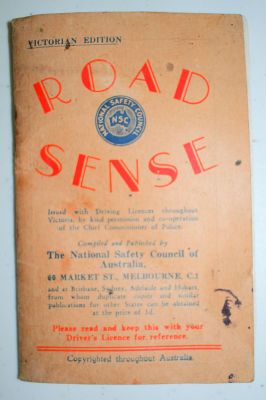 VICTORIAN EDITION
ROAD
NATIONAL SAFETY COUNCIL
NSC
SENSE
Issued with Driving Licences throughout
Victoria, by kind permission and co-operation
of the Chief Commissioner of Police.
Compiled and Published by
The National Safety Council of
Australia,
60 MARKET ST., MELBOURNE, C.1
and at Brisbane, Sydney, Adelaide and Hobart,
from whom duplicate copies and similar
publications for other States can be obtained
at the price of 3d.
Please read and keep this with your
Driver's Licence for reference.
Copyrighted throughout Australia.